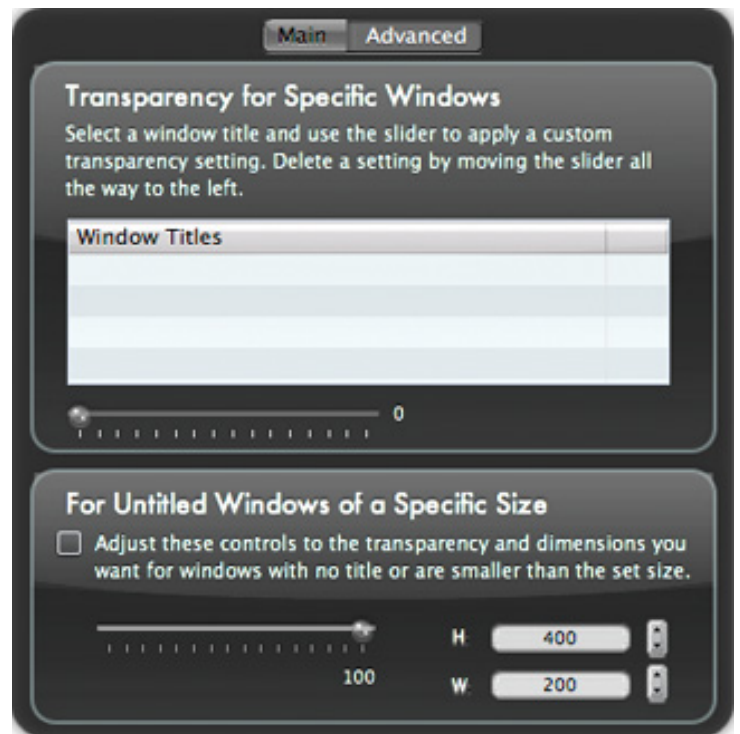 Main Advanced
Transparency for Specific Windows
Select a window title and use the slider to apply a custom
transparency setting. Delete a setting by moving the slider all
the way to the left.
Window Titles
0
For Untitled Windows of a Specific Size
Adjust these controls to the transparency and dimensions you
want for windows with no title or are smaller than the set size.
H: 400
100
W: 200